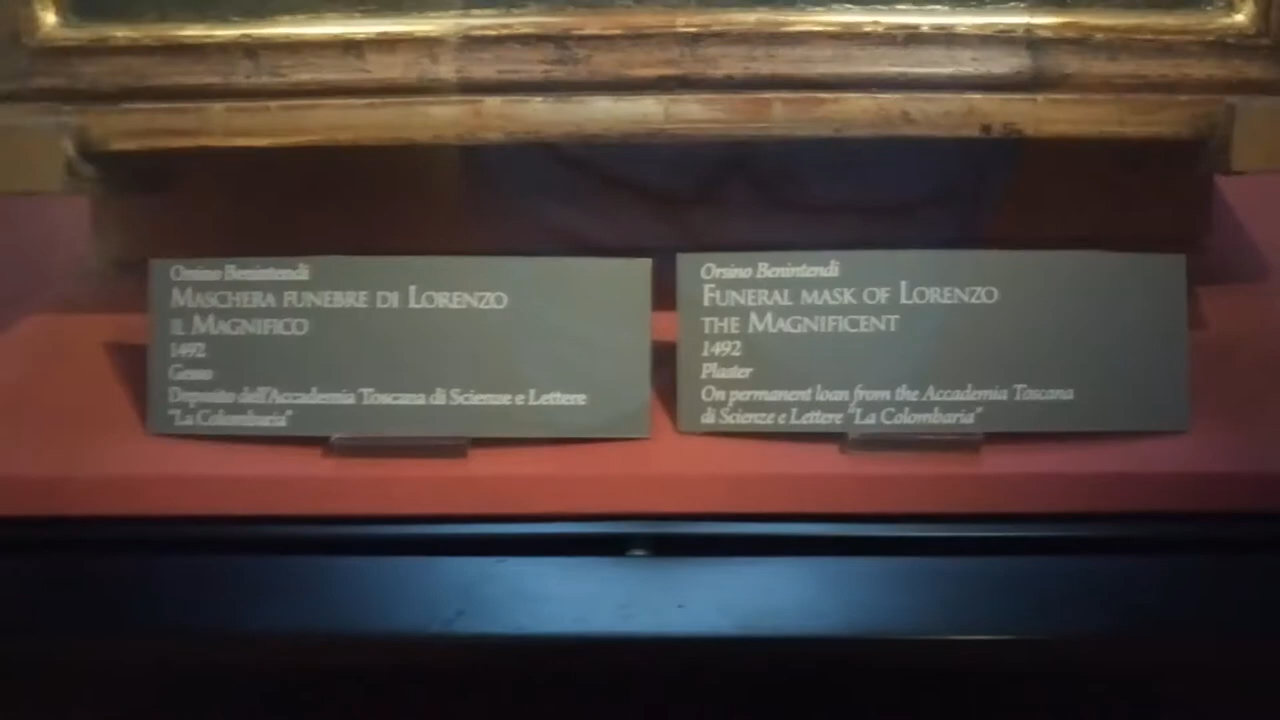 Orsino Benintendi
MASCHERA FUNEBRE DI LORENZO
IL MAGNIFICO
1492
Gesso
Deposito dell'Accademia Toscana di Scienze e Lettere
"La Colombaria"
Orsino Benintendi
FUNERAL MASK OF LORENZO
THE MAGNIFICENT
1492
Plaster
On permanent loan from the Accademia Toscana
di Scienze e Lettere "La Colombaria"